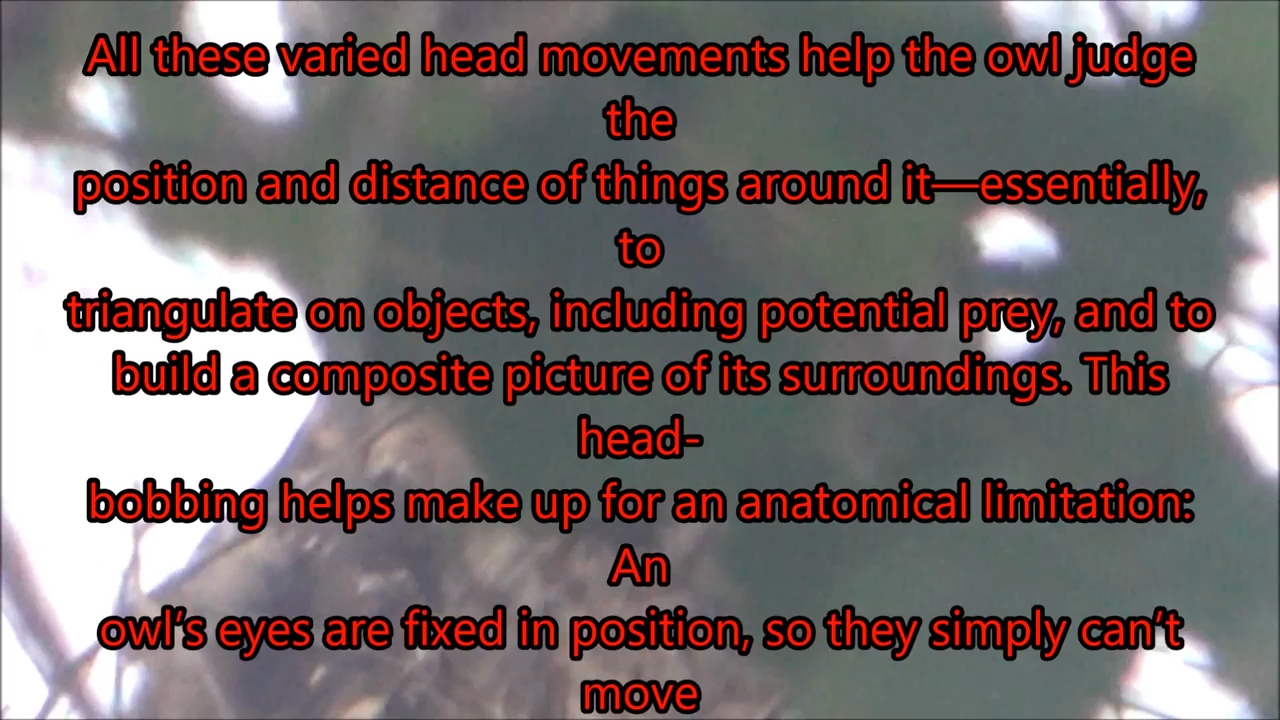 All these varied head movements help the owl judge
the
position and distance of things around it—essentially,
to
triangulate on objects, including potential prey, and to
build a composite picture of its surroundings. This
head-
bobbing helps make up for an anatomical limitation:
An
owl’s eyes are fixed in position, so they simply can’t
move